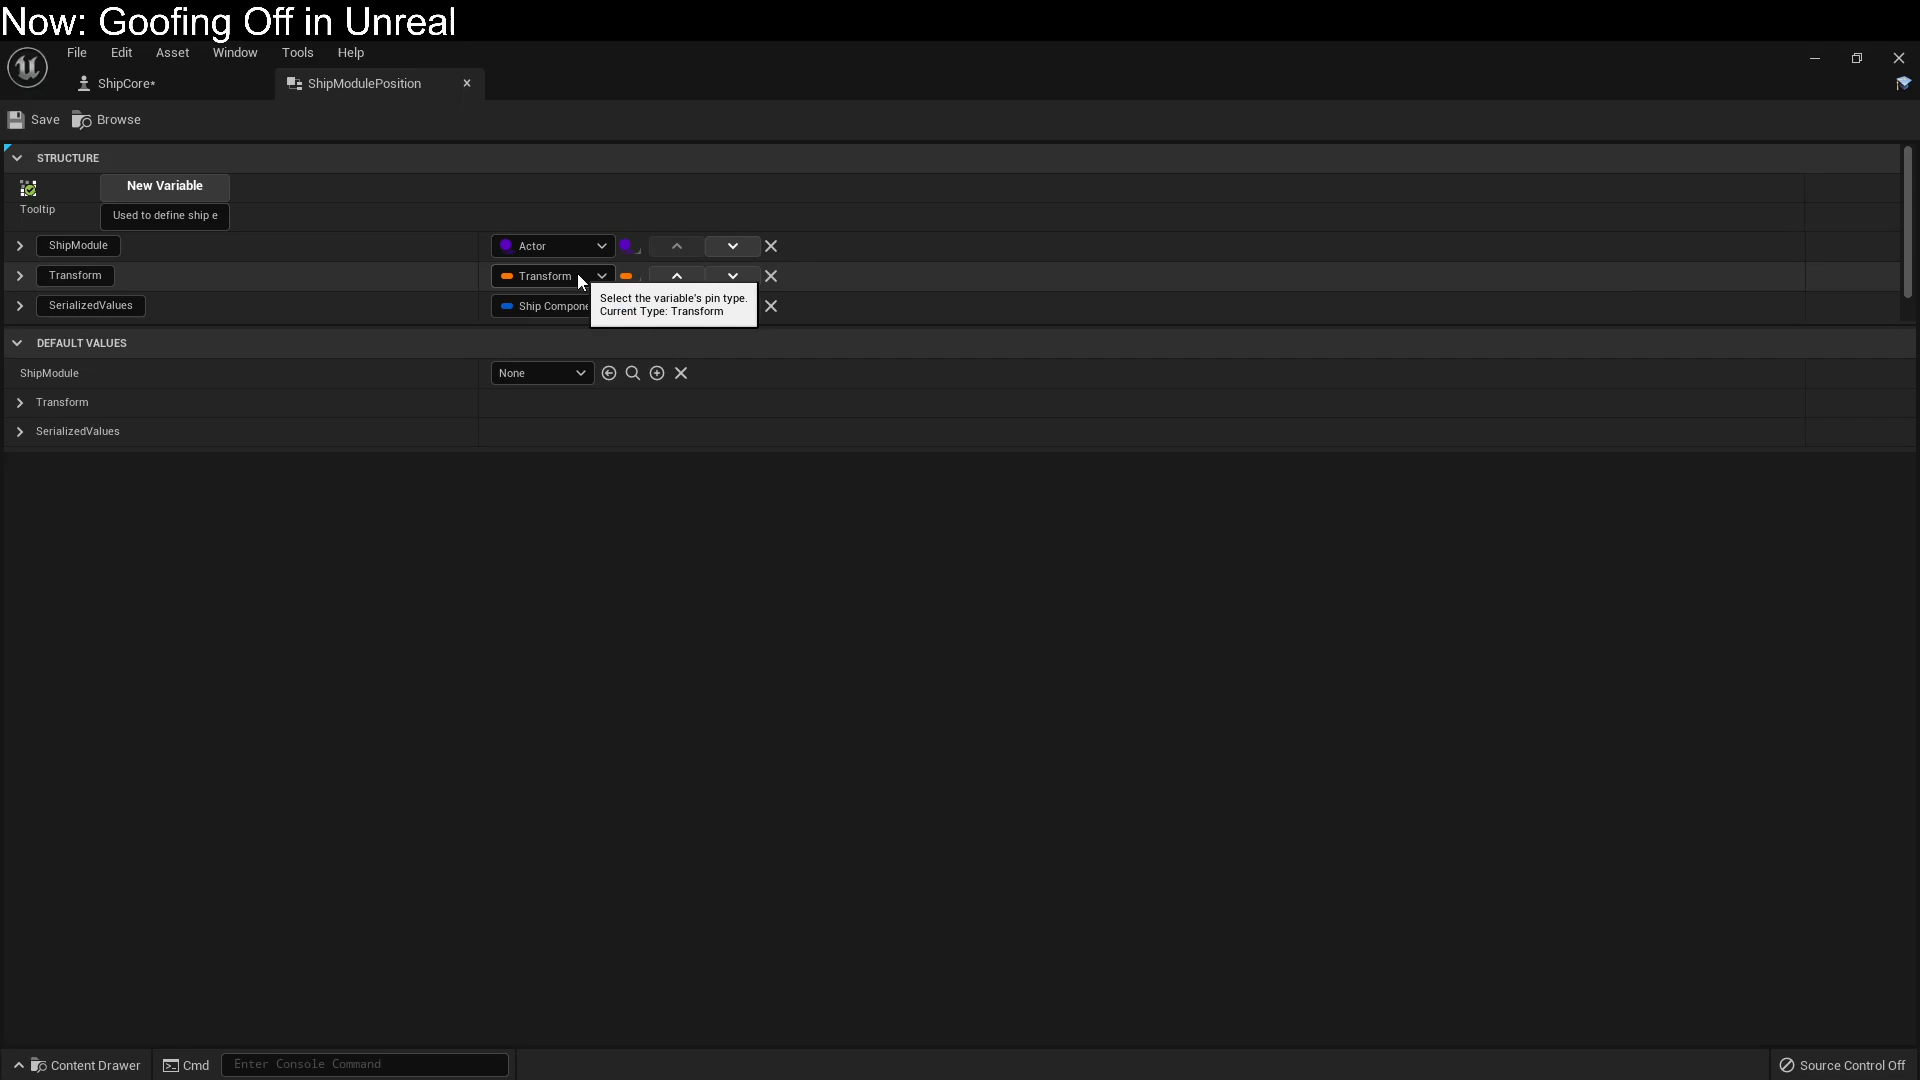 Now: Goofing Off in Unreal
File Edit Asset Window Tools Help
ShipCore* ShipModulePosition
Save Browse
STRUCTURE
New Variable
Tooltip Used to define ship e
ShipModule Actor
Transform Transform
Select the variable's pin type.
Current Type: Transform
SerializedValues Ship Compone
DEFAULT VALUES
ShipModule None
Transform
SerializedValues
Content Drawer Cmd Enter Console Command Source Control Off